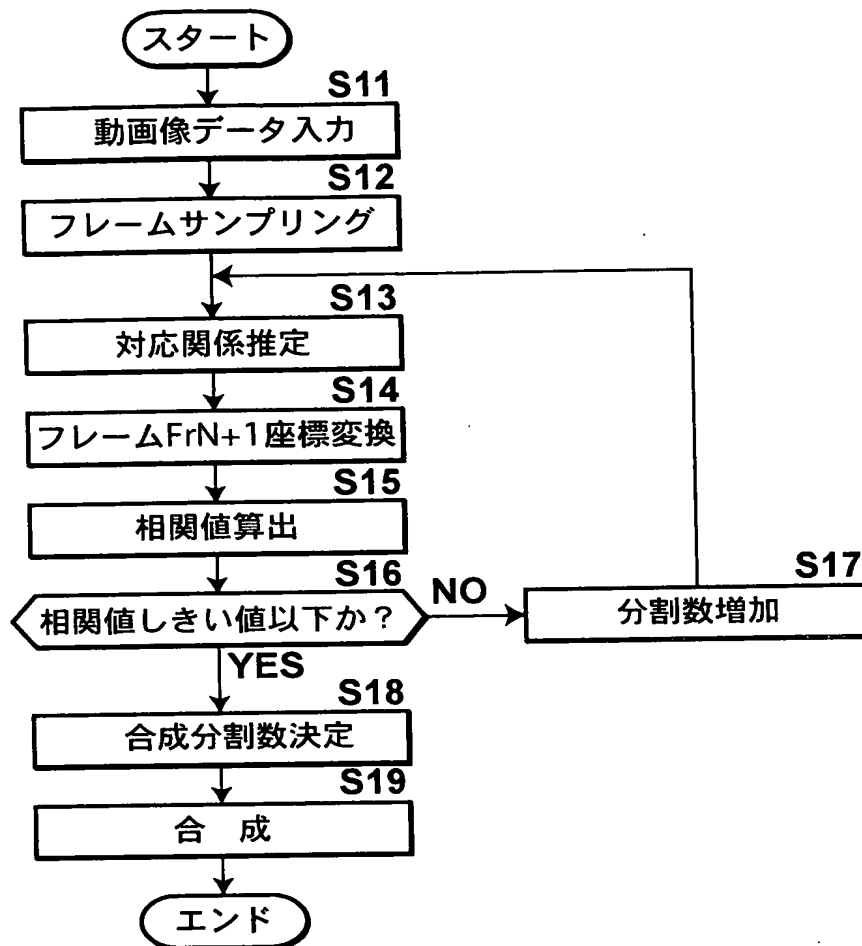 スタート
S11
動画像データ入力
S12
フレームサンプリング
S13
対応関係推定
S14
フレームFrN+1座標変換
S15
相関値算出
S16
相関値しきい値以下か?
NO
S17
分割数増加
YES
S18
合成分割数決定
S19
合 成
エンド